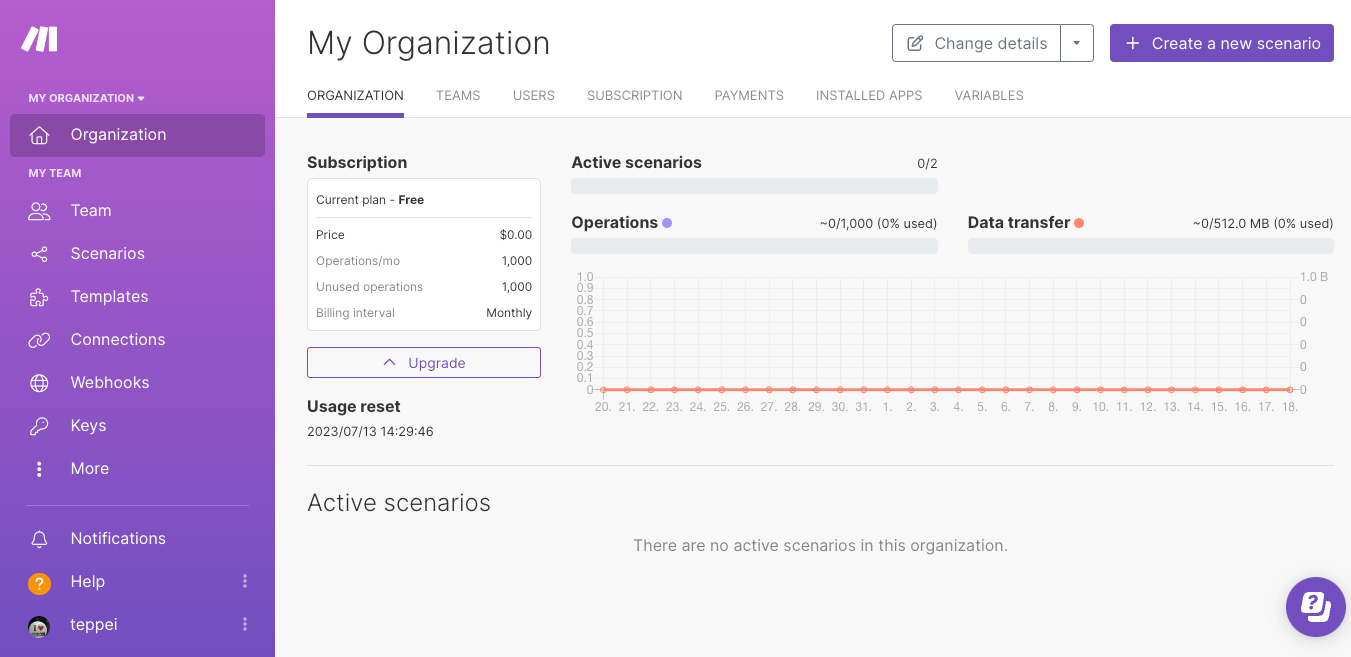 MY ORGANIZATION
Organization
MY TEAM
Team
Scenarios
Templates
Connections
Webhooks
Keys
More
Notifications
? Help
teppei
My Organization
Change details
+ Create a new scenario
ORGANIZATION TEAMS USERS SUBSCRIPTION PAYMENTS INSTALLED APPS VARIABLES
Subscription
Current plan - Free
Price $0.00
Operations/mo 1,000
Unused operations 1,000
Billing interval Monthly
Upgrade
Usage reset
2023/07/13 14:29:46
Active scenarios 0/2
Operations ~0/1,000 (0% used)
Data transfer ~0/512.0 MB (0% used)
1.0 1.0 B
0.9
0.8 0
0.7
0.6 0
0.5
0.4 0
0.3
0.2 0
0.1
0 0
20. 21. 22. 23. 24. 25. 26. 27. 28. 29. 30. 31. 1. 2. 3. 4. 5. 6. 7. 8. 9. 10. 11. 12. 13. 14. 15. 16. 17. 18.
Active scenarios
There are no active scenarios in this organization.
?